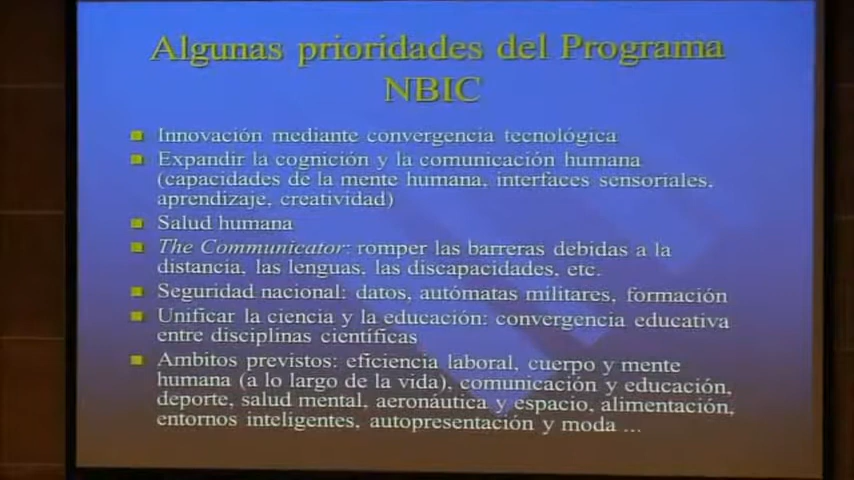 Algunas prioridades del Programa
NBIC
Innovación mediante convergencia tecnológica
Expandir la cognición y la comunicación humana
(capacidades de la mente humana, interfaces sensoriales,
aprendizaje, creatividad)
Salud humana
The Communicator: romper las barreras debidas a la
distancia, las lenguas, las discapacidades, etc.
Seguridad nacional: datos, autómatas militares, formación
Unificar la ciencia y la educación: convergencia educativa
entre disciplinas científicas
Ambitos previstos: eficiencia laboral, cuerpo y mente
humana (a lo largo de la vida), comunicación y educación,
deporte, salud mental, aeronáutica y espacio, alimentación,
entornos inteligentes, autopresentación y moda ...